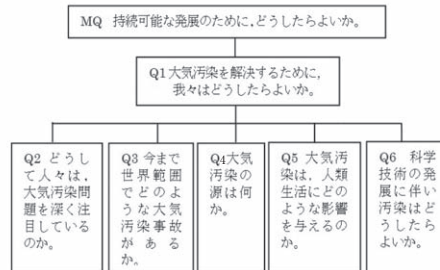 MQ 持続可能な発展のために,どうしたらよいか。
Q1大気汚染を解決するために,
我々はどうしたらよいか。
Q2 どうし
て人々は,
大気汚染問
題を深く注
目している
のか。
Q3 今まで
世界範囲
でどのよ
うな大気
汚染事故
がある
か。
Q4大気
汚染の
源は何
か。
Q5 大気汚
染は,人類
生活にどの
ような影響
を与えるの
か。
Q6 科学
技術の発
展に伴い
汚染はど
うしたら
よいか。